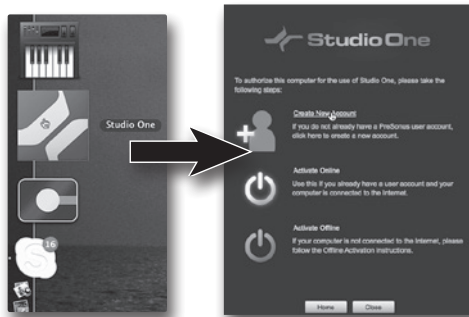 Studio One
16
Studio One
To authorize this computer for the use of Studio One, please take the
following steps:
Create New Account
If you do not already have a PreSonus user account,
click here to create a new account.
Activate Online
Use this if you already have a user account and your
computer is connected to the internet.
Activate Offline
If your computer is not connected to the internet, please
follow the Offline Activation instructions.
Home
Close